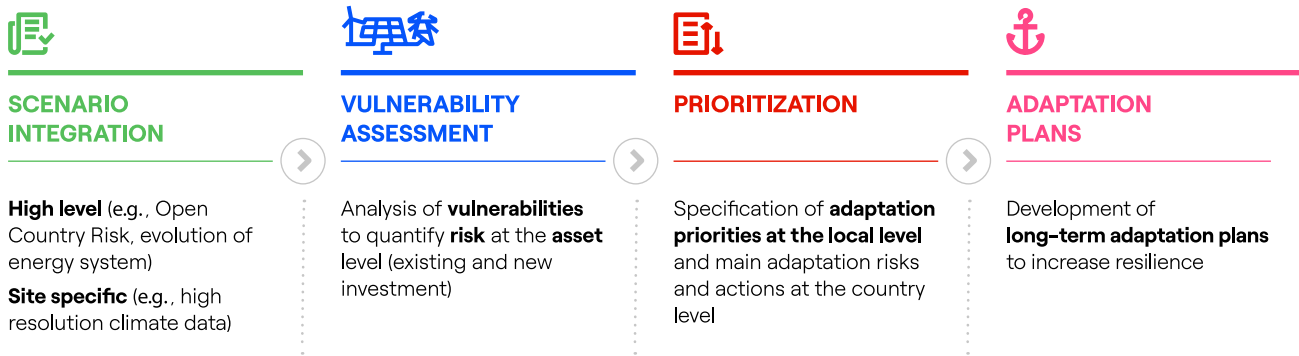 SCENARIO
INTEGRATION
High level (e.g., Open
Country Risk, evolution of
energy system)
Site specific (e.g., high
resolution climate data)
VULNERABILITY
ASSESSMENT
Analysis of vulnerabilities
to quantify risk at the asset
level (existing and new
investment)
PRIORITIZATION
Specification of adaptation
priorities at the local level
and main adaptation risks
and actions at the country
level
ADAPTATION
PLANS
Development of
long-term adaptation plans
to increase resilience